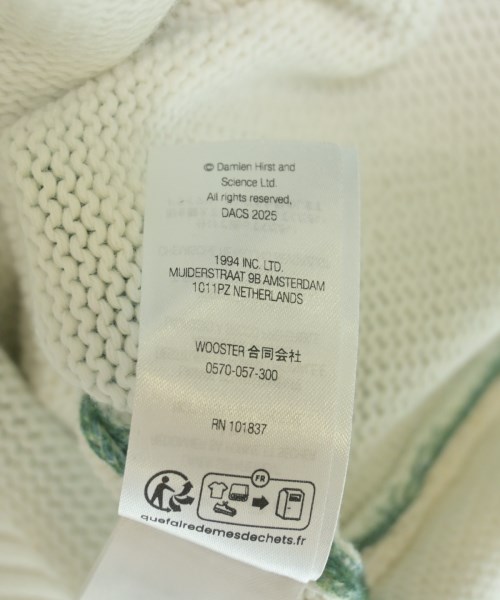 © Damien Hirst and
Science Ltd.
All rights reserved,
DACS 2025
1994 INC. LTD.
MUIDERSTRAAT 9B AMSTERDAM
1011PZ NETHERLANDS
WOOSTER 合同会社
0570-057-300
RN 101837
FR
quefairedemesdechets.fr